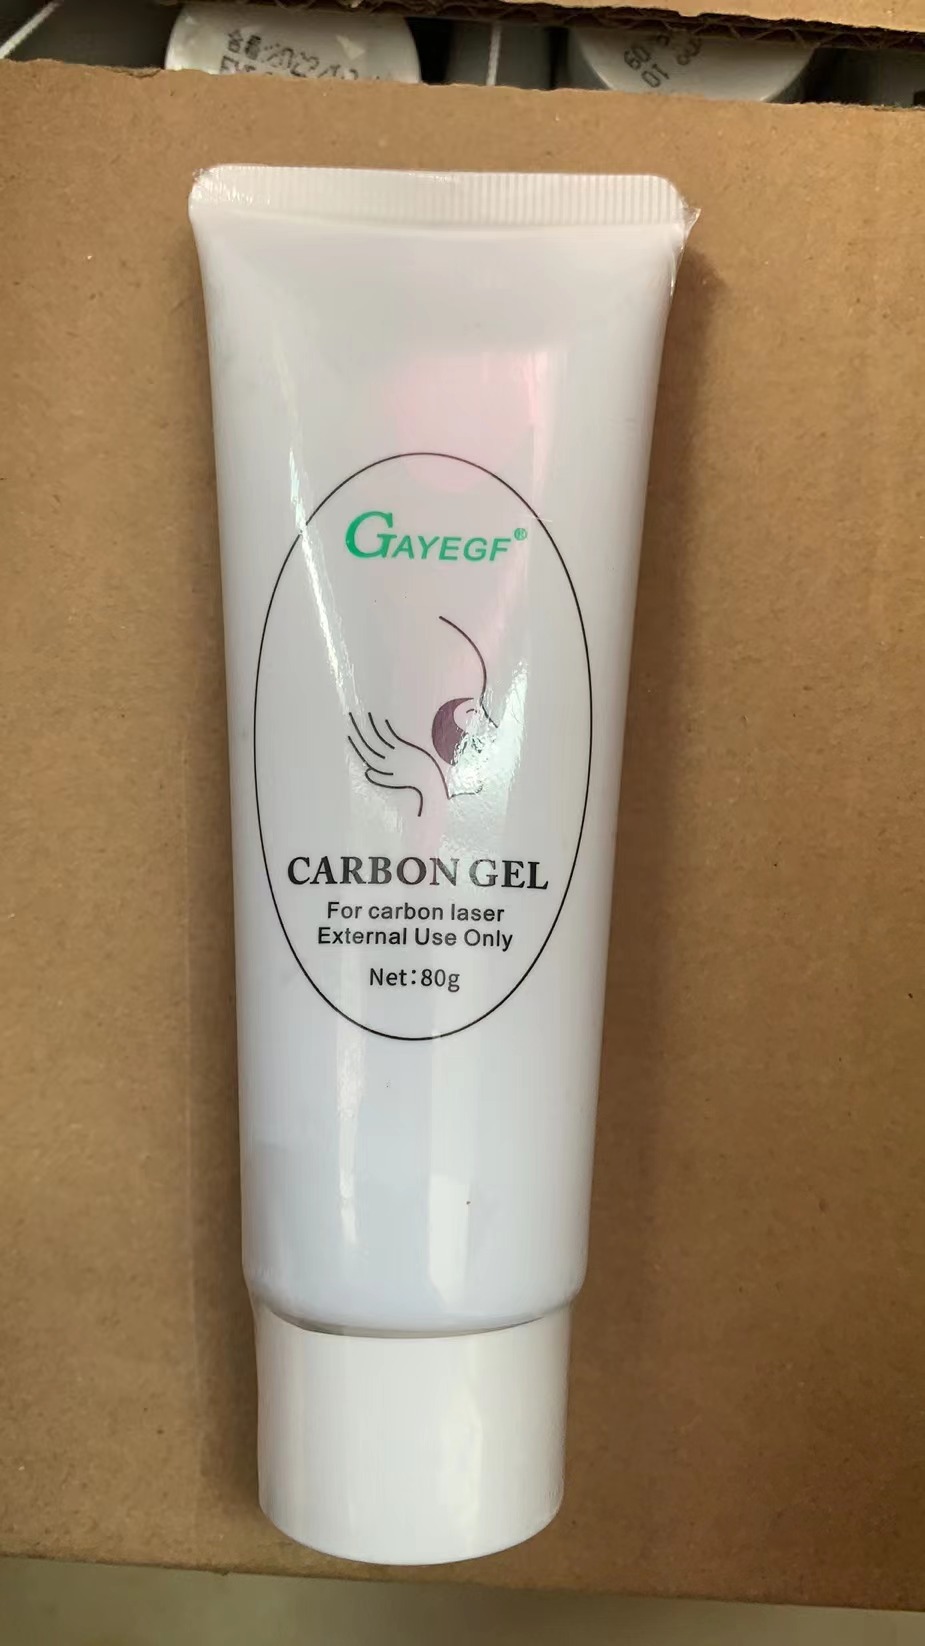 GAYEGF®
CARBON GEL
For carbon laser
External Use Only
Net:80g